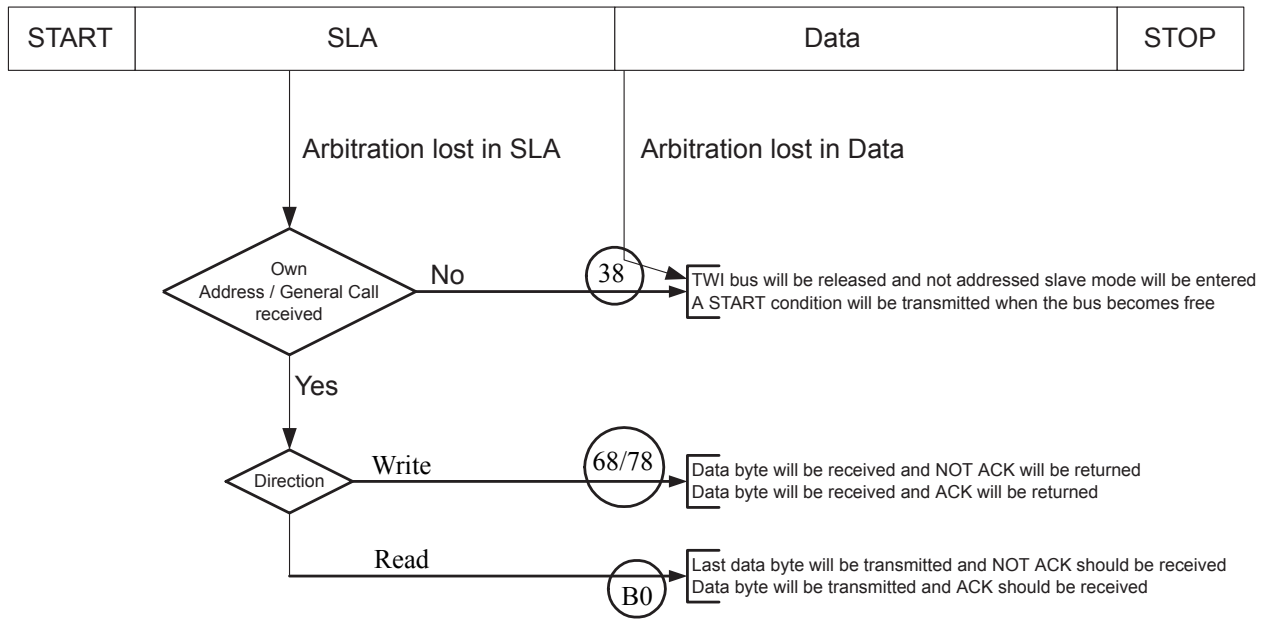 START SLA Data STOP
Arbitration lost in SLA Arbitration lost in Data
Own
Address / General Call
received
No
38
TWI bus will be released and not addressed slave mode will be entered
A START condition will be transmitted when the bus becomes free
Yes
Direction
Write
68/78
Data byte will be received and NOT ACK will be returned
Data byte will be received and ACK will be returned
Read
B0
Last data byte will be transmitted and NOT ACK should be received
Data byte will be transmitted and ACK should be received